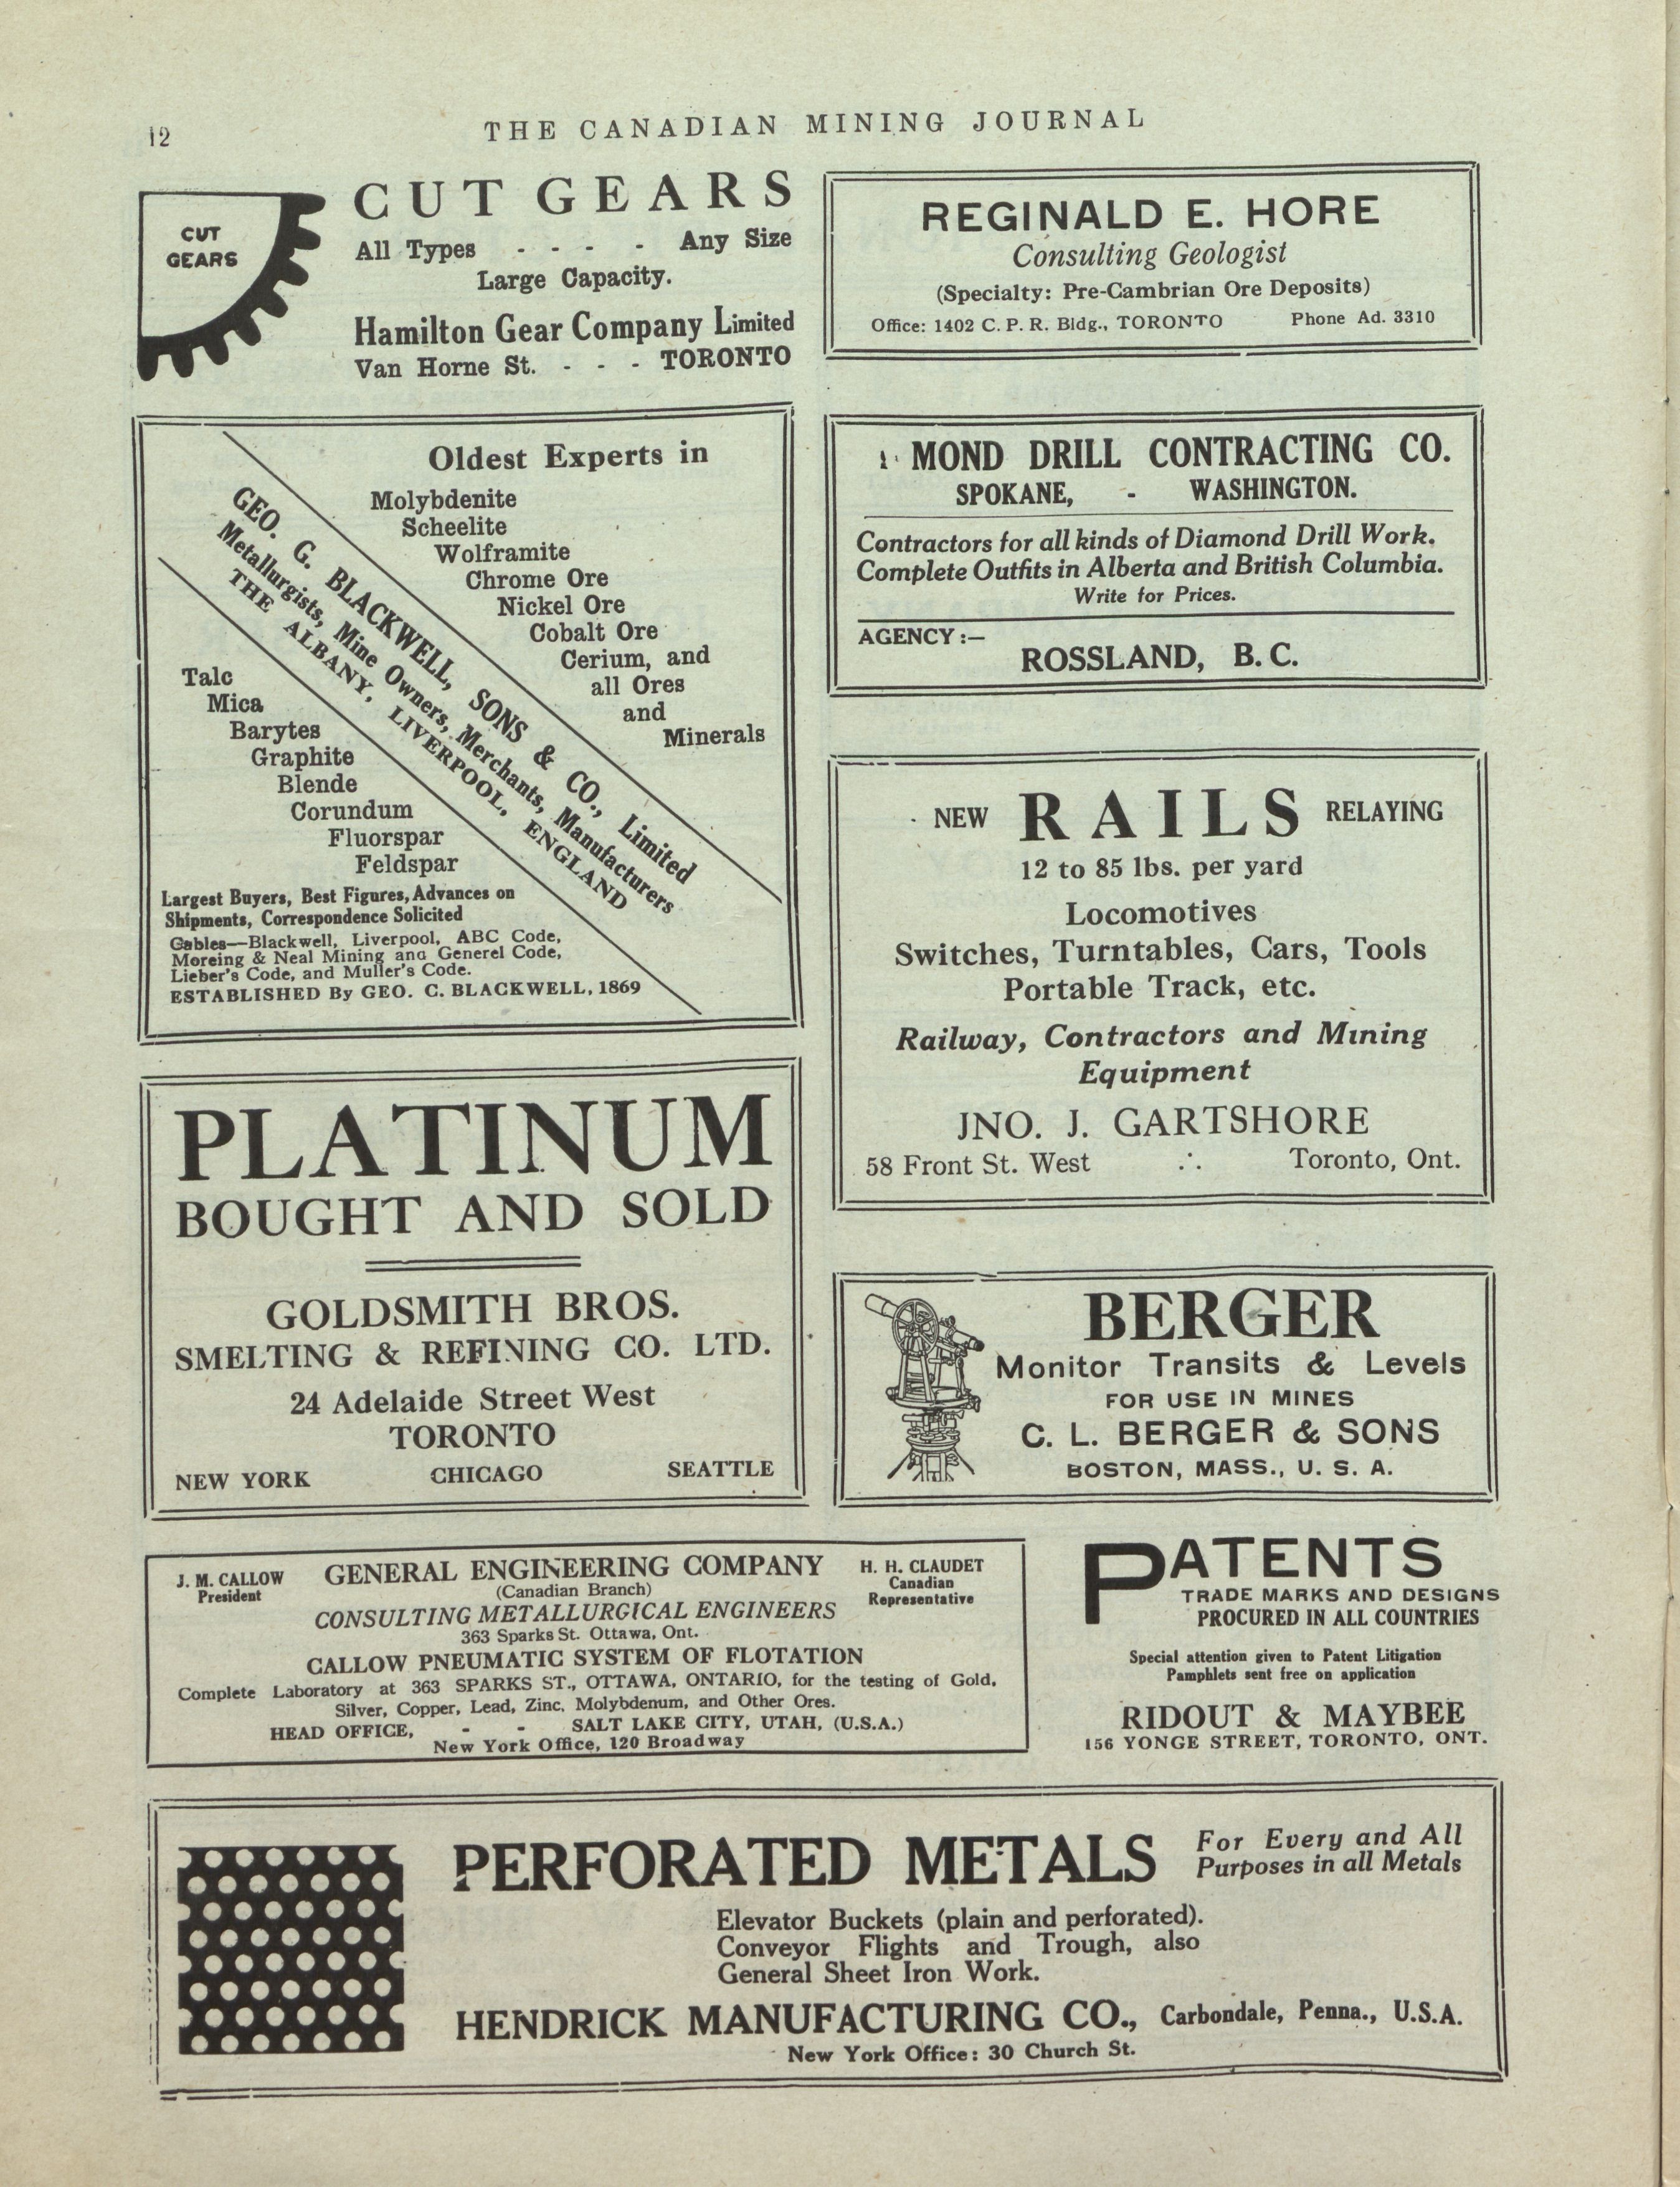 12
THE CANADIAN MINING JOURNAL
CUT
GEARS
CUT GEARS
All Types - - - - Any Size
Large Capacity.
Hamilton Gear Company Limited
Van Horne St. - - - TORONTO
REGINALD E. HORE
Consulting Geologist
(Specialty: Pre-Cambrian Ore Deposits)
Office: 1402 C. P. R. Bldg., TORONTO Phone Ad. 3310
Oldest Experts in
Molybdenite
Scheelite
Wolframite
Chrome Ore
Nickel Ore
Cobalt Ore
Cerium, and
all Ores
and
Minerals
GEO. G. BLACKWELL, SONS & CO., Limited
Metallurgists, Mine Owners, Merchants, Manufacturers
THE ALBANY, LIVERPOOL, ENGLAND
Talc
Mica
Barytes
Graphite
Blende
Corundum
Fluorspar
Feldspar
Largest Buyers, Best Figures, Advances on
Shipments, Correspondence Solicited
Cables—Blackwell, Liverpool, ABC Code,
Moreing & Neal Mining and Generel Code,
Lieber's Code, and Muller's Code.
ESTABLISHED By GEO. C. BLACKWELL, 1869
MOND DRILL CONTRACTING CO.
SPOKANE, - WASHINGTON.
Contractors for all kinds of Diamond Drill Work.
Complete Outfits in Alberta and British Columbia.
Write for Prices.
AGENCY :—
ROSSLAND, B. C.
NEW RAILS RELAYING
12 to 85 lbs. per yard
Locomotives
Switches, Turntables, Cars, Tools
Portable Track, etc.
Railway, Contractors and Mining
Equipment
JNO. J. GARTSHORE
58 Front St. West ∴ Toronto, Ont.
PLATINUM
BOUGHT AND SOLD
GOLDSMITH BROS.
SMELTING & REFINING CO. LTD.
24 Adelaide Street West
TORONTO
NEW YORK CHICAGO SEATTLE
BERGER
Monitor Transits & Levels
FOR USE IN MINES
C. L. BERGER & SONS
BOSTON, MASS., U. S. A.
J. M. CALLOW
President
GENERAL ENGINEERING COMPANY
(Canadian Branch)
CONSULTING METALLURGICAL ENGINEERS
363 Sparks St. Ottawa, Ont.
H. H. CLAUDET
Canadian
Representative
CALLOW PNEUMATIC SYSTEM OF FLOTATION
Complete Laboratory at 363 SPARKS ST., OTTAWA, ONTARIO, for the testing of Gold,
Silver, Copper, Lead, Zinc, Molybdenum, and Other Ores.
HEAD OFFICE, - - SALT LAKE CITY, UTAH, (U.S.A.)
New York Office, 120 Broadway
PATENTS
TRADE MARKS AND DESIGNS
PROCURED IN ALL COUNTRIES
Special attention given to Patent Litigation
Pamphlets sent free on application
RIDOUT & MAYBEE
156 YONGE STREET, TORONTO, ONT.
PERFORATED METALS
For Every and All
Purposes in all Metals
Elevator Buckets (plain and perforated).
Conveyor Flights and Trough, also
General Sheet Iron Work.
HENDRICK MANUFACTURING CO., Carbondale, Penna., U.S.A.
New York Office: 30 Church St.